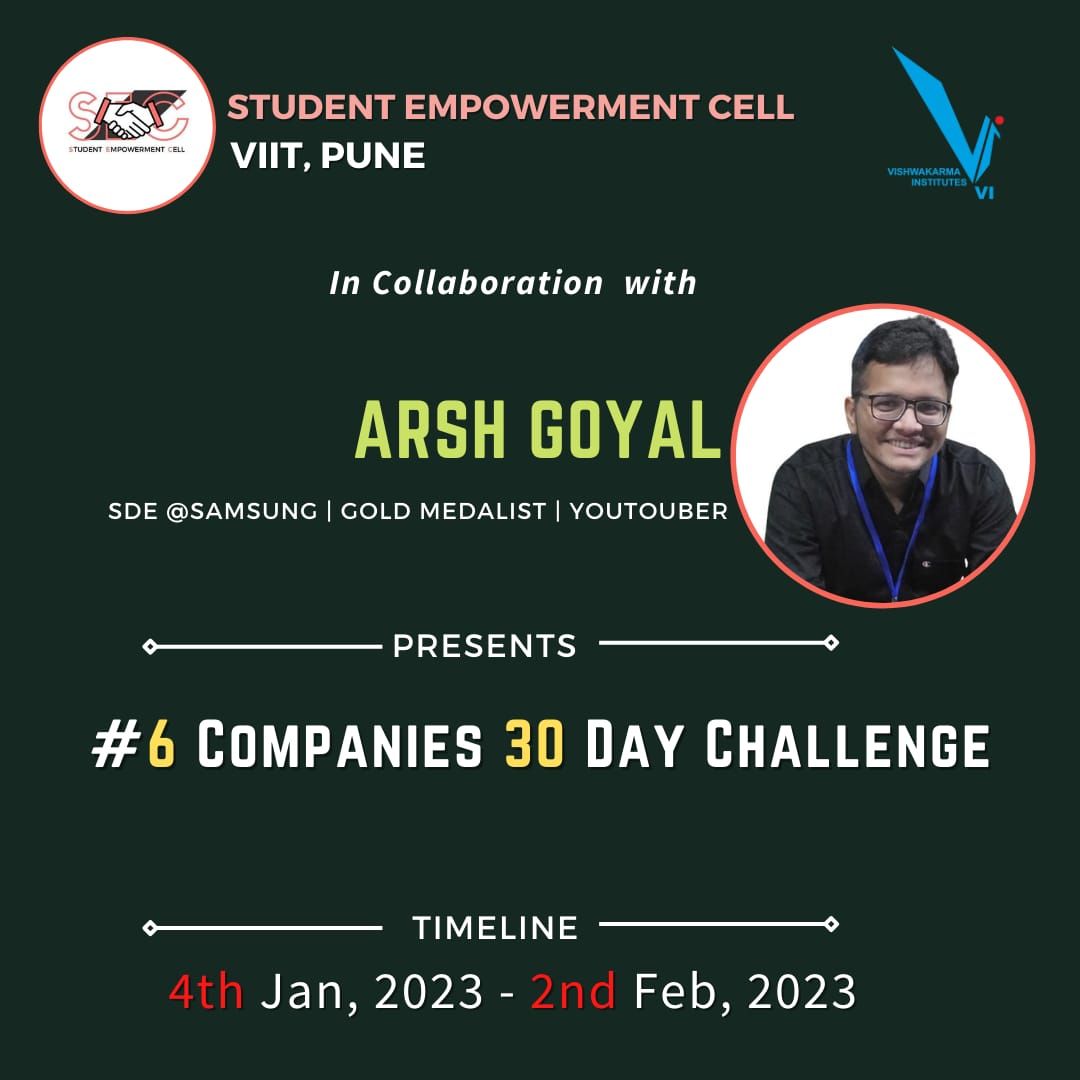 SEC
STUDENT EMPOWERMENT CELL
STUDENT EMPOWERMENT CELL
VIIT, PUNE
VISHWAKARMA
INSTITUTES
VI
In Collaboration with
ARSH GOYAL
SDE @SAMSUNG | GOLD MEDALIST | YOUTOUBER
PRESENTS
#6 COMPANIES 30 DAY CHALLENGE
TIMELINE
4th Jan, 2023 - 2nd Feb, 2023